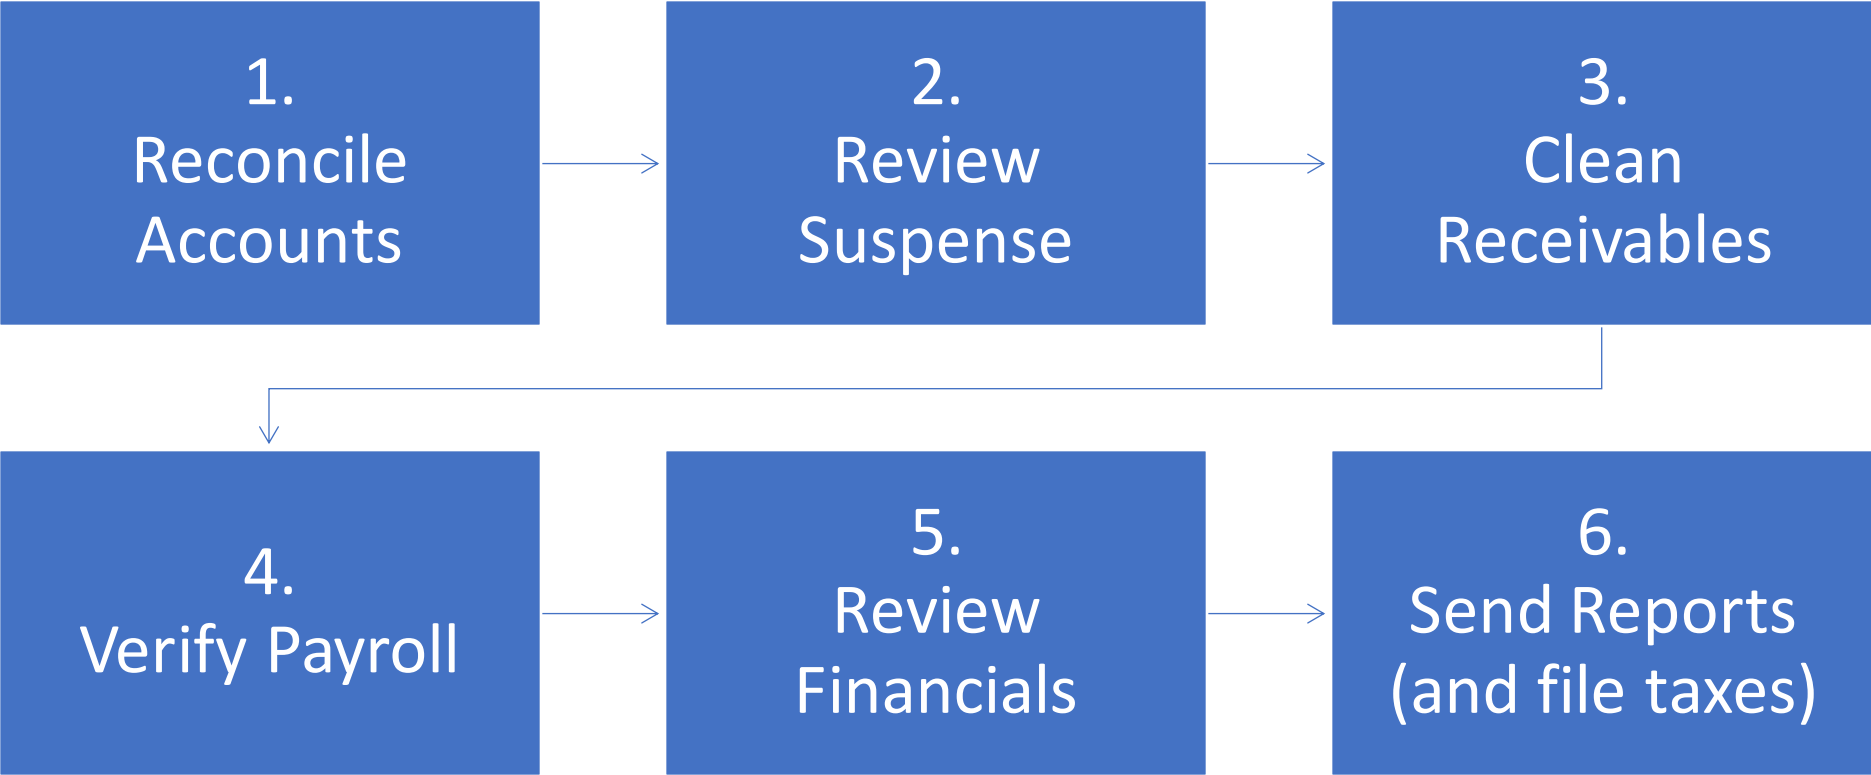 1.
Reconcile
Accounts
2.
Review
Suspense
3.
Clean
Receivables
4.
Verify Payroll
5.
Review
Financials
6.
Send Reports
(and file taxes)